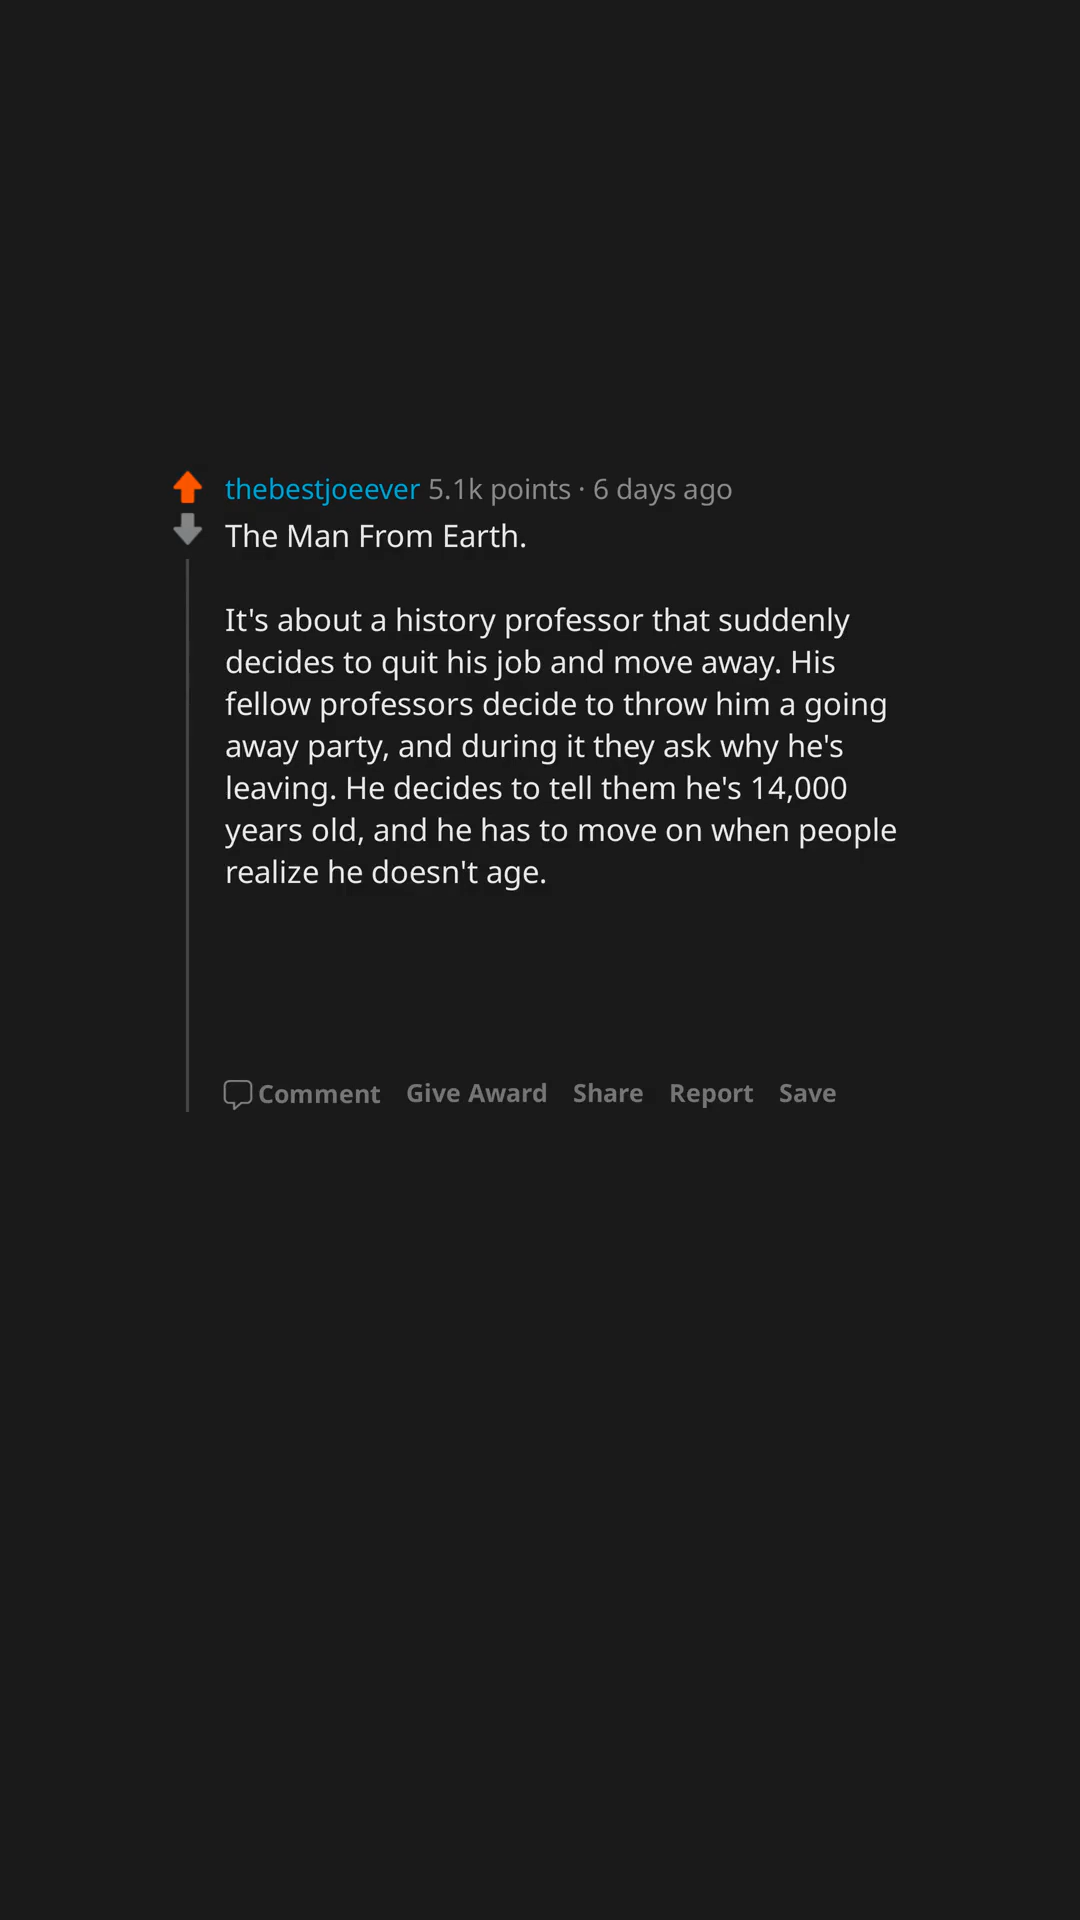 thebestjoeever 5.1k points · 6 days ago
The Man From Earth.
It's about a history professor that suddenly
decides to quit his job and move away. His
fellow professors decide to throw him a going
away party, and during it they ask why he's
leaving. He decides to tell them he's 14,000
years old, and he has to move on when people
realize he doesn't age.
Comment Give Award Share Report Save